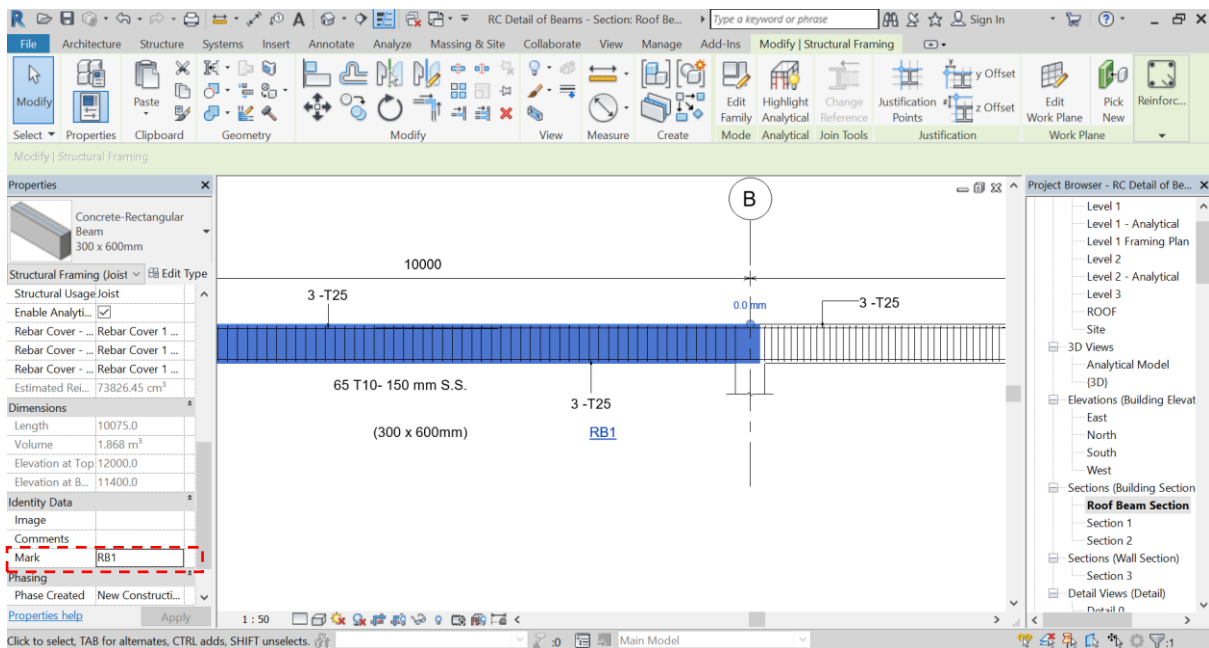 RC Detail of Beams - Section: Roof Be...
Type a keyword or phrase
Sign In
File Architecture Structure Systems Insert Annotate Analyze Massing & Site Collaborate View Manage Add-Ins Modify | Structural Framing
Modify
Paste
Edit Family
Highlight Analytical
Change Reference
Justification Points
y Offset
z Offset
Edit Work Plane
Pick New
Reinforc...
Select Properties Clipboard Geometry Modify View Measure Create Mode Analytical Join Tools Justification Work Plane
Modify | Structural Framing
Properties
Concrete-Rectangular
Beam
300 x 600mm
Structural Framing (Joist Edit Type
Structural Usage Joist
Enable Analyti...
Rebar Cover - ... Rebar Cover 1 ...
Rebar Cover - ... Rebar Cover 1 ...
Rebar Cover - ... Rebar Cover 1 ...
Estimated Rei... 73826.45 cm³
Dimensions
Length 10075.0
Volume 1.868 m³
Elevation at Top 12000.0
Elevation at B... 11400.0
Identity Data
Image
Comments
Mark RB1
Phasing
Phase Created New Constructi...
Properties help Apply
B
10000
3 -T25
0.0 mm
3 -T25
65 T10- 150 mm S.S.
3 -T25
(300 x 600mm)
RB1
1 : 50
Project Browser - RC Detail of Be...
Level 1
Level 1 - Analytical
Level 1 Framing Plan
Level 2
Level 2 - Analytical
Level 3
ROOF
Site
3D Views
Analytical Model
{3D}
Elevations (Building Elevat
East
North
South
West
Sections (Building Section
Roof Beam Section
Section 1
Section 2
Sections (Wall Section)
Section 3
Detail Views (Detail)
Detail 0
Click to select, TAB for alternates, CTRL adds, SHIFT unselects.
:0
Main Model
:1